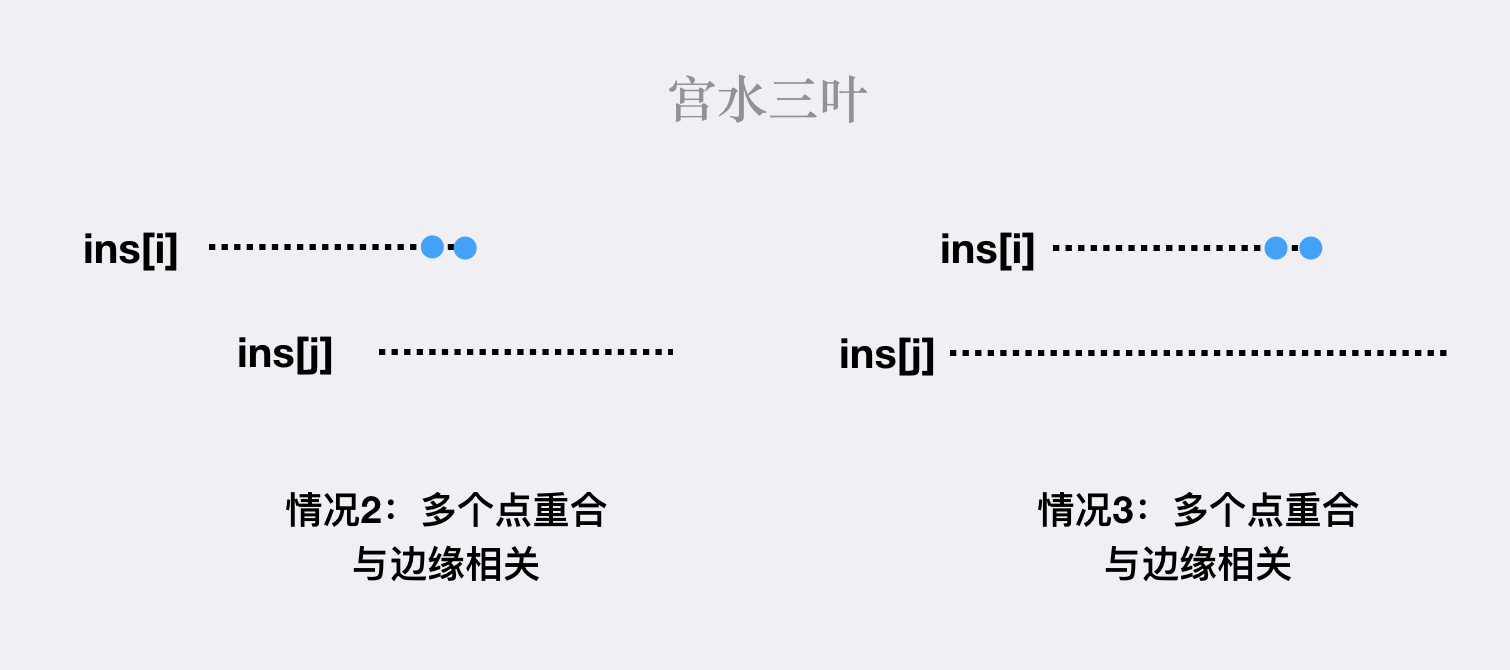 宫水三叶
ins[i]
ins[j]
情况2：多个点重合
与边缘相关
ins[i]
ins[j]
情况3：多个点重合
与边缘相关